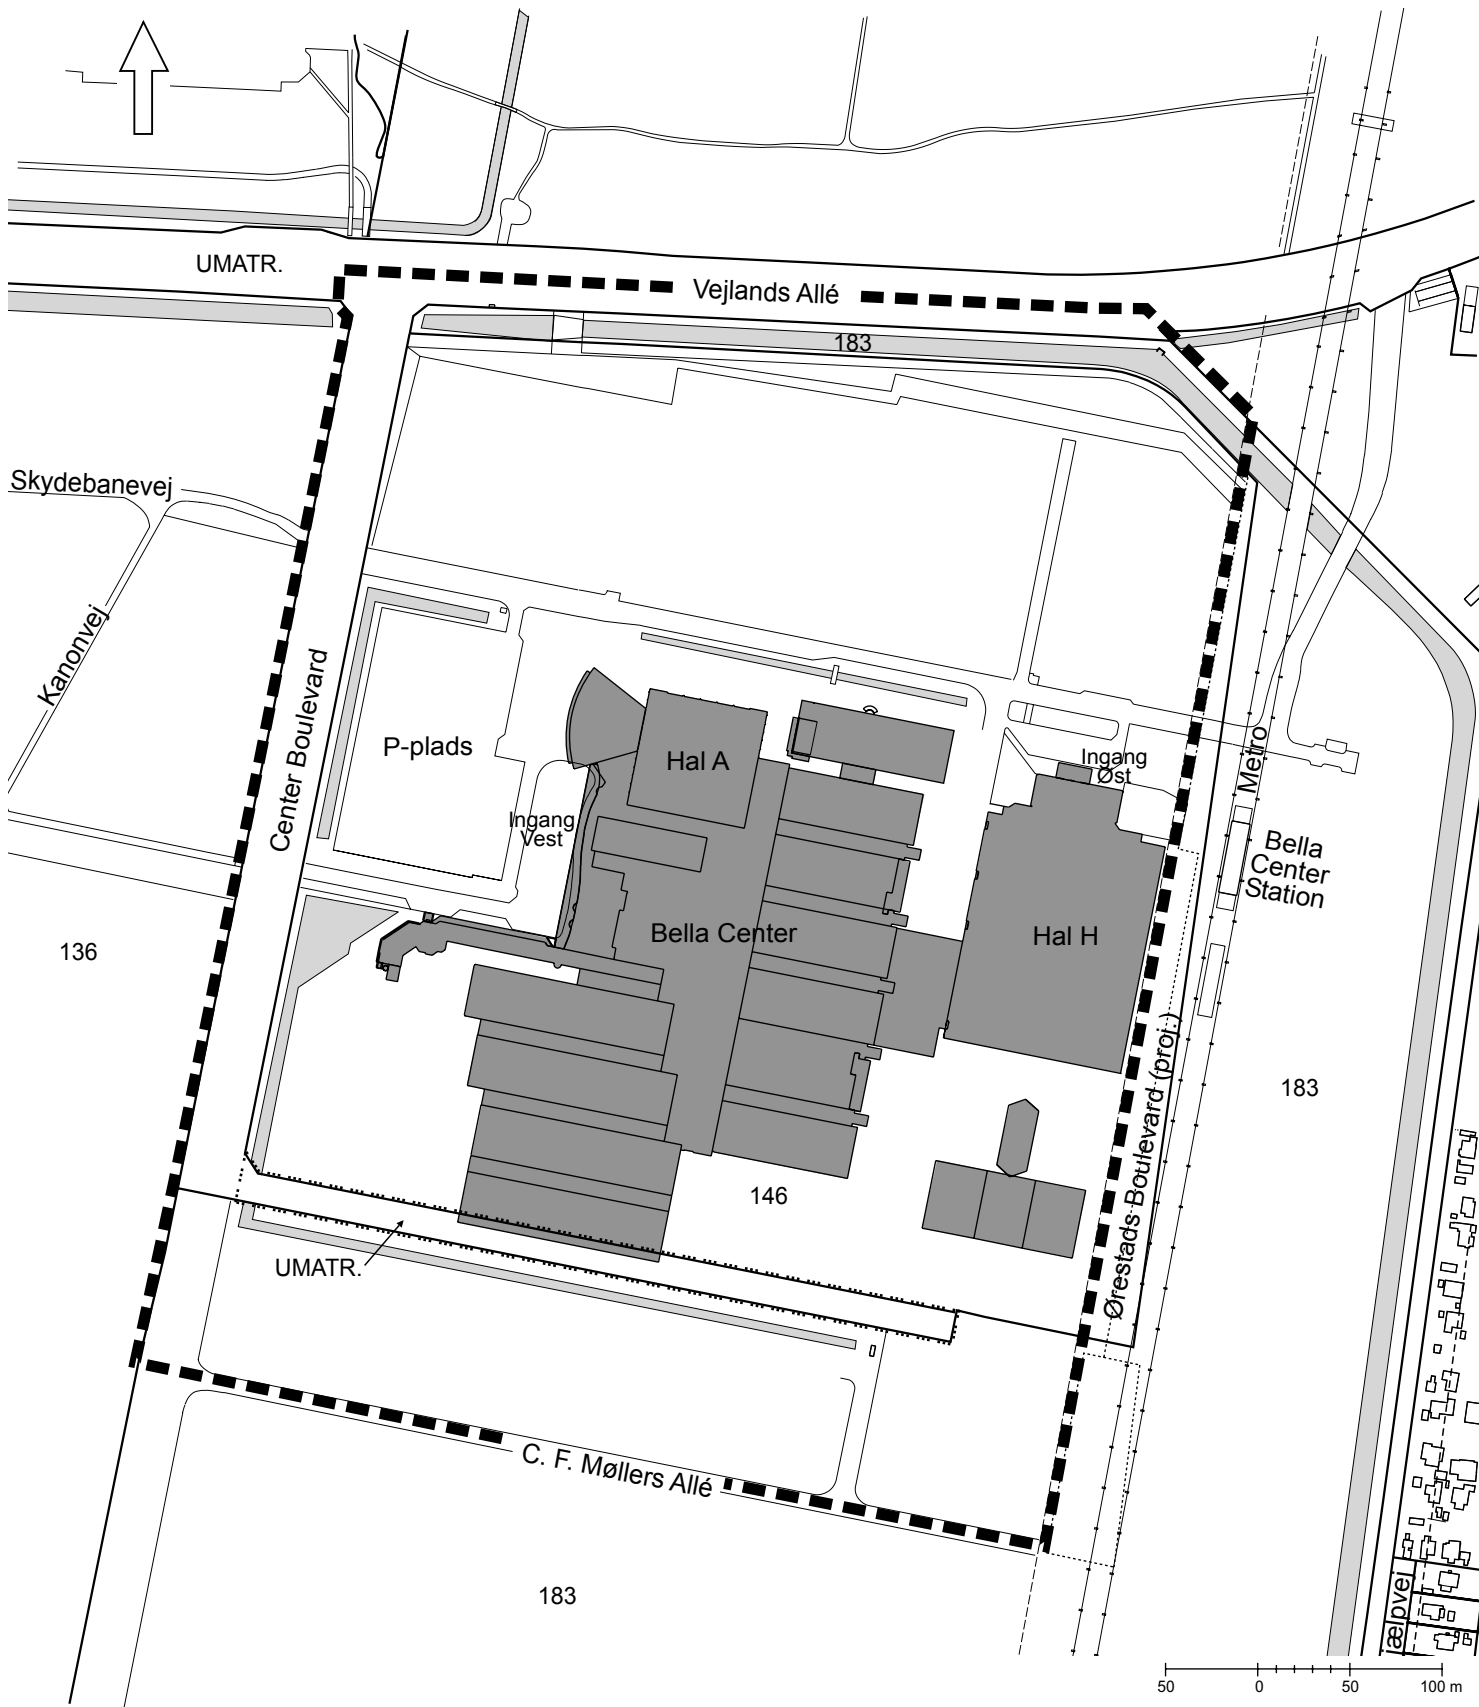 UMATR.
Vejlands Allé
183
Skydebanevej
Kanonvej
Center Boulevard
P-plads
Hal A
Ingang
Øst
Metro
Ingang
Vest
Bella
Center
Station
Bella Center
Hal H
136
183
146
Ørestads Boulevard (proj.)
UMATR.
C. F. Møllers Allé
183
ælpvej
50
0
50
100 m